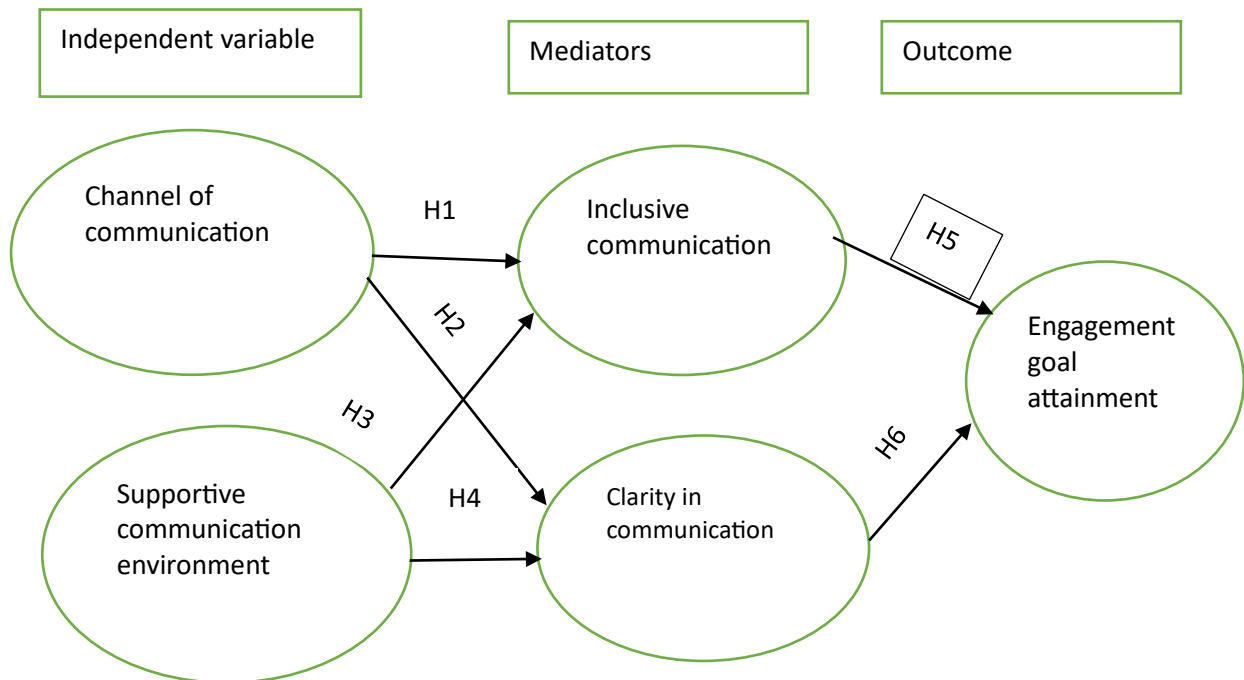 Independent variable
Mediators
Outcome
Channel of
communication
H1
Inclusive
communication
H5
H2
Engagement
goal
attainment
H3
H6
Supportive
communication
environment
H4
Clarity in
communication